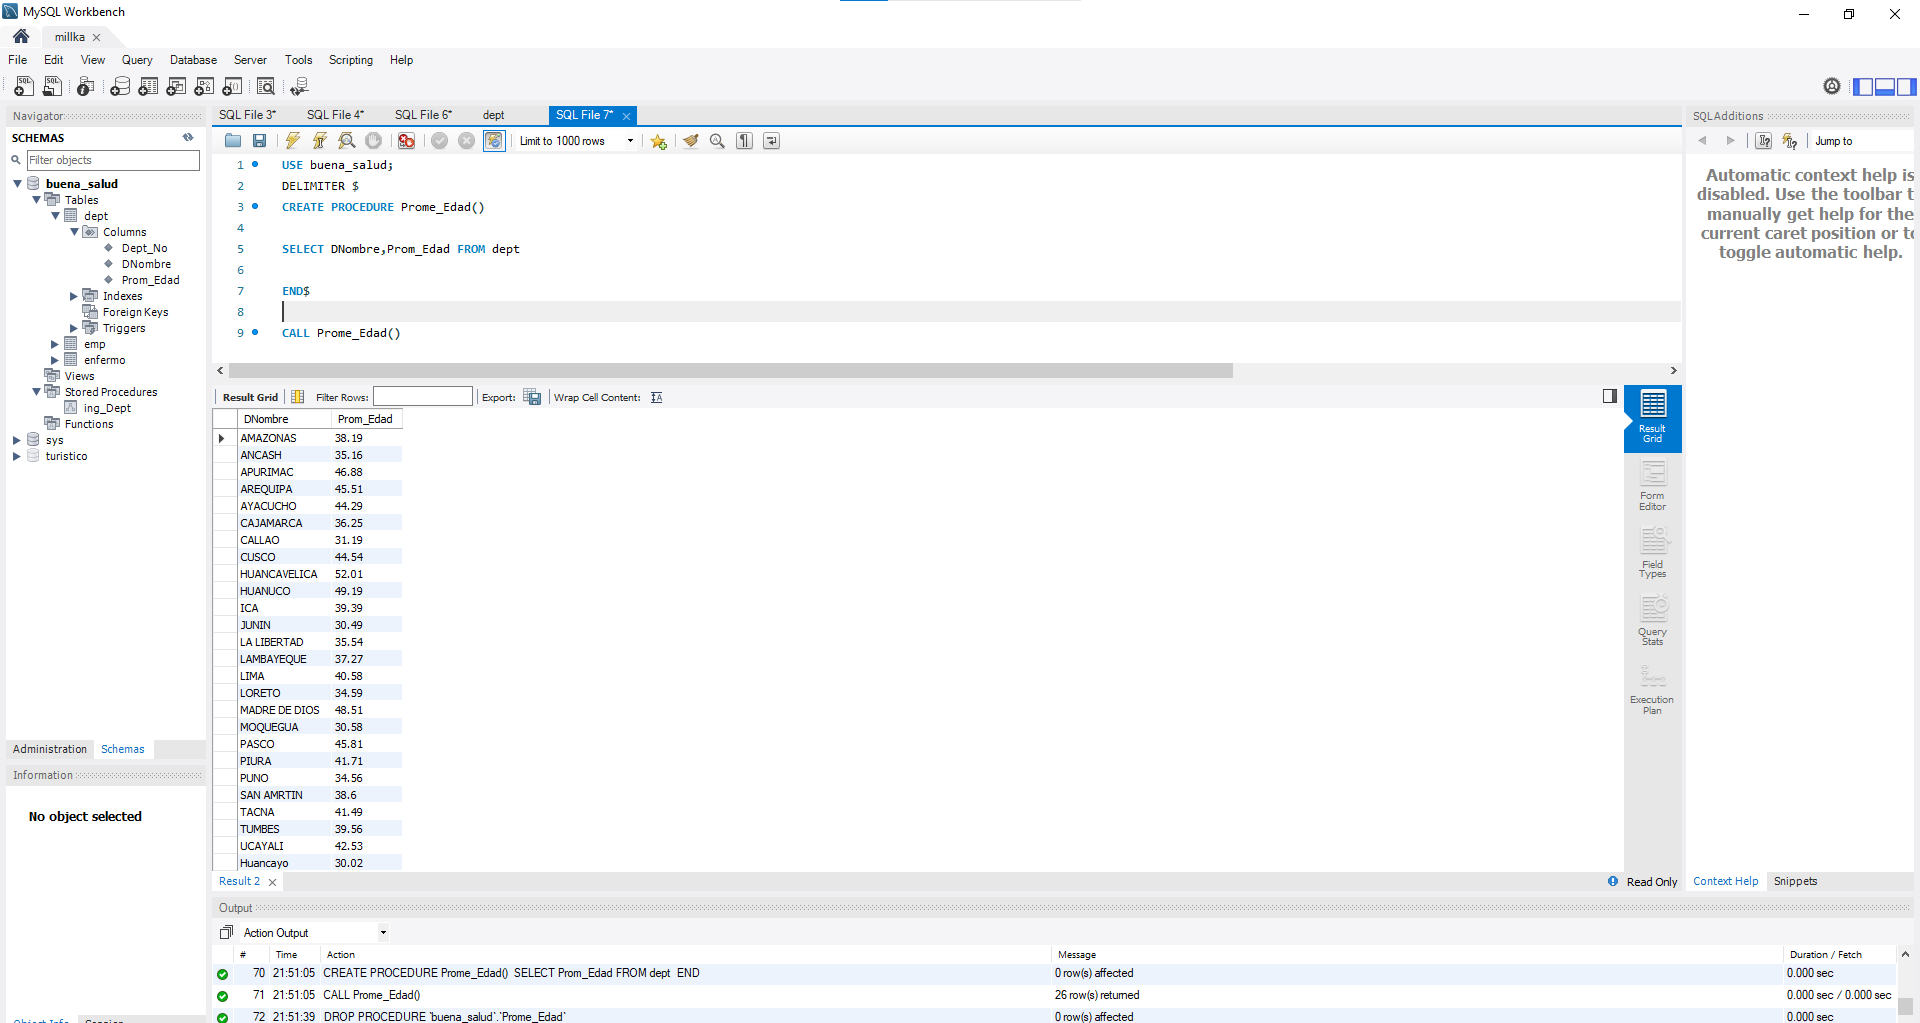 MySQL Workbench
millka
File Edit View Query Database Server Tools Scripting Help
Navigator
SCHEMAS
Filter objects
buena_salud
Tables
dept
Columns
Dept_No
DNombre
Prom_Edad
Indexes
Foreign Keys
Triggers
emp
enfermo
Views
Stored Procedures
ing_Dept
Functions
sys
turistico
Administration Schemas
Information
No object selected
Object Info Session
SQL File 3* SQL File 4* SQL File 6* dept SQL File 7*
Limit to 1000 rows
1 USE buena_salud;
2 DELIMITER $
3 CREATE PROCEDURE Prome_Edad()
4
5 SELECT DNombre,Prom_Edad FROM dept
6
7 END$
8
9 CALL Prome_Edad()
Result Grid Filter Rows: Export: Wrap Cell Content:
DNombre Prom_Edad
AMAZONAS 38.19
ANCASH 35.16
APURIMAC 46.88
AREQUIPA 45.51
AYACUCHO 44.29
CAJAMARCA 36.25
CALLAO 31.19
CUSCO 44.54
HUANCAVELICA 52.01
HUANUCO 49.19
ICA 39.39
JUNIN 30.49
LA LIBERTAD 35.54
LAMBAYEQUE 37.27
LIMA 40.58
LORETO 34.59
MADRE DE DIOS 48.51
MOQUEGUA 30.58
PASCO 45.81
PIURA 41.71
PUNO 34.56
SAN AMRTIN 38.6
TACNA 41.49
TUMBES 39.56
UCAYALI 42.53
Huancayo 30.02
Result Grid
Form Editor
Field Types
Query Stats
Execution Plan
Result 2
Read Only
SQLAdditions
Jump to
Automatic context help is
disabled. Use the toolbar t
manually get help for the
current caret position or to
toggle automatic help.
Context Help Snippets
Output
Action Output
# Time Action Message Duration / Fetch
70 21:51:05 CREATE PROCEDURE Prome_Edad() SELECT Prom_Edad FROM dept END 0 row(s) affected 0.000 sec
71 21:51:05 CALL Prome_Edad() 26 row(s) returned 0.000 sec / 0.000 sec
72 21:51:39 DROP PROCEDURE `buena_salud`.`Prome_Edad` 0 row(s) affected 0.000 sec